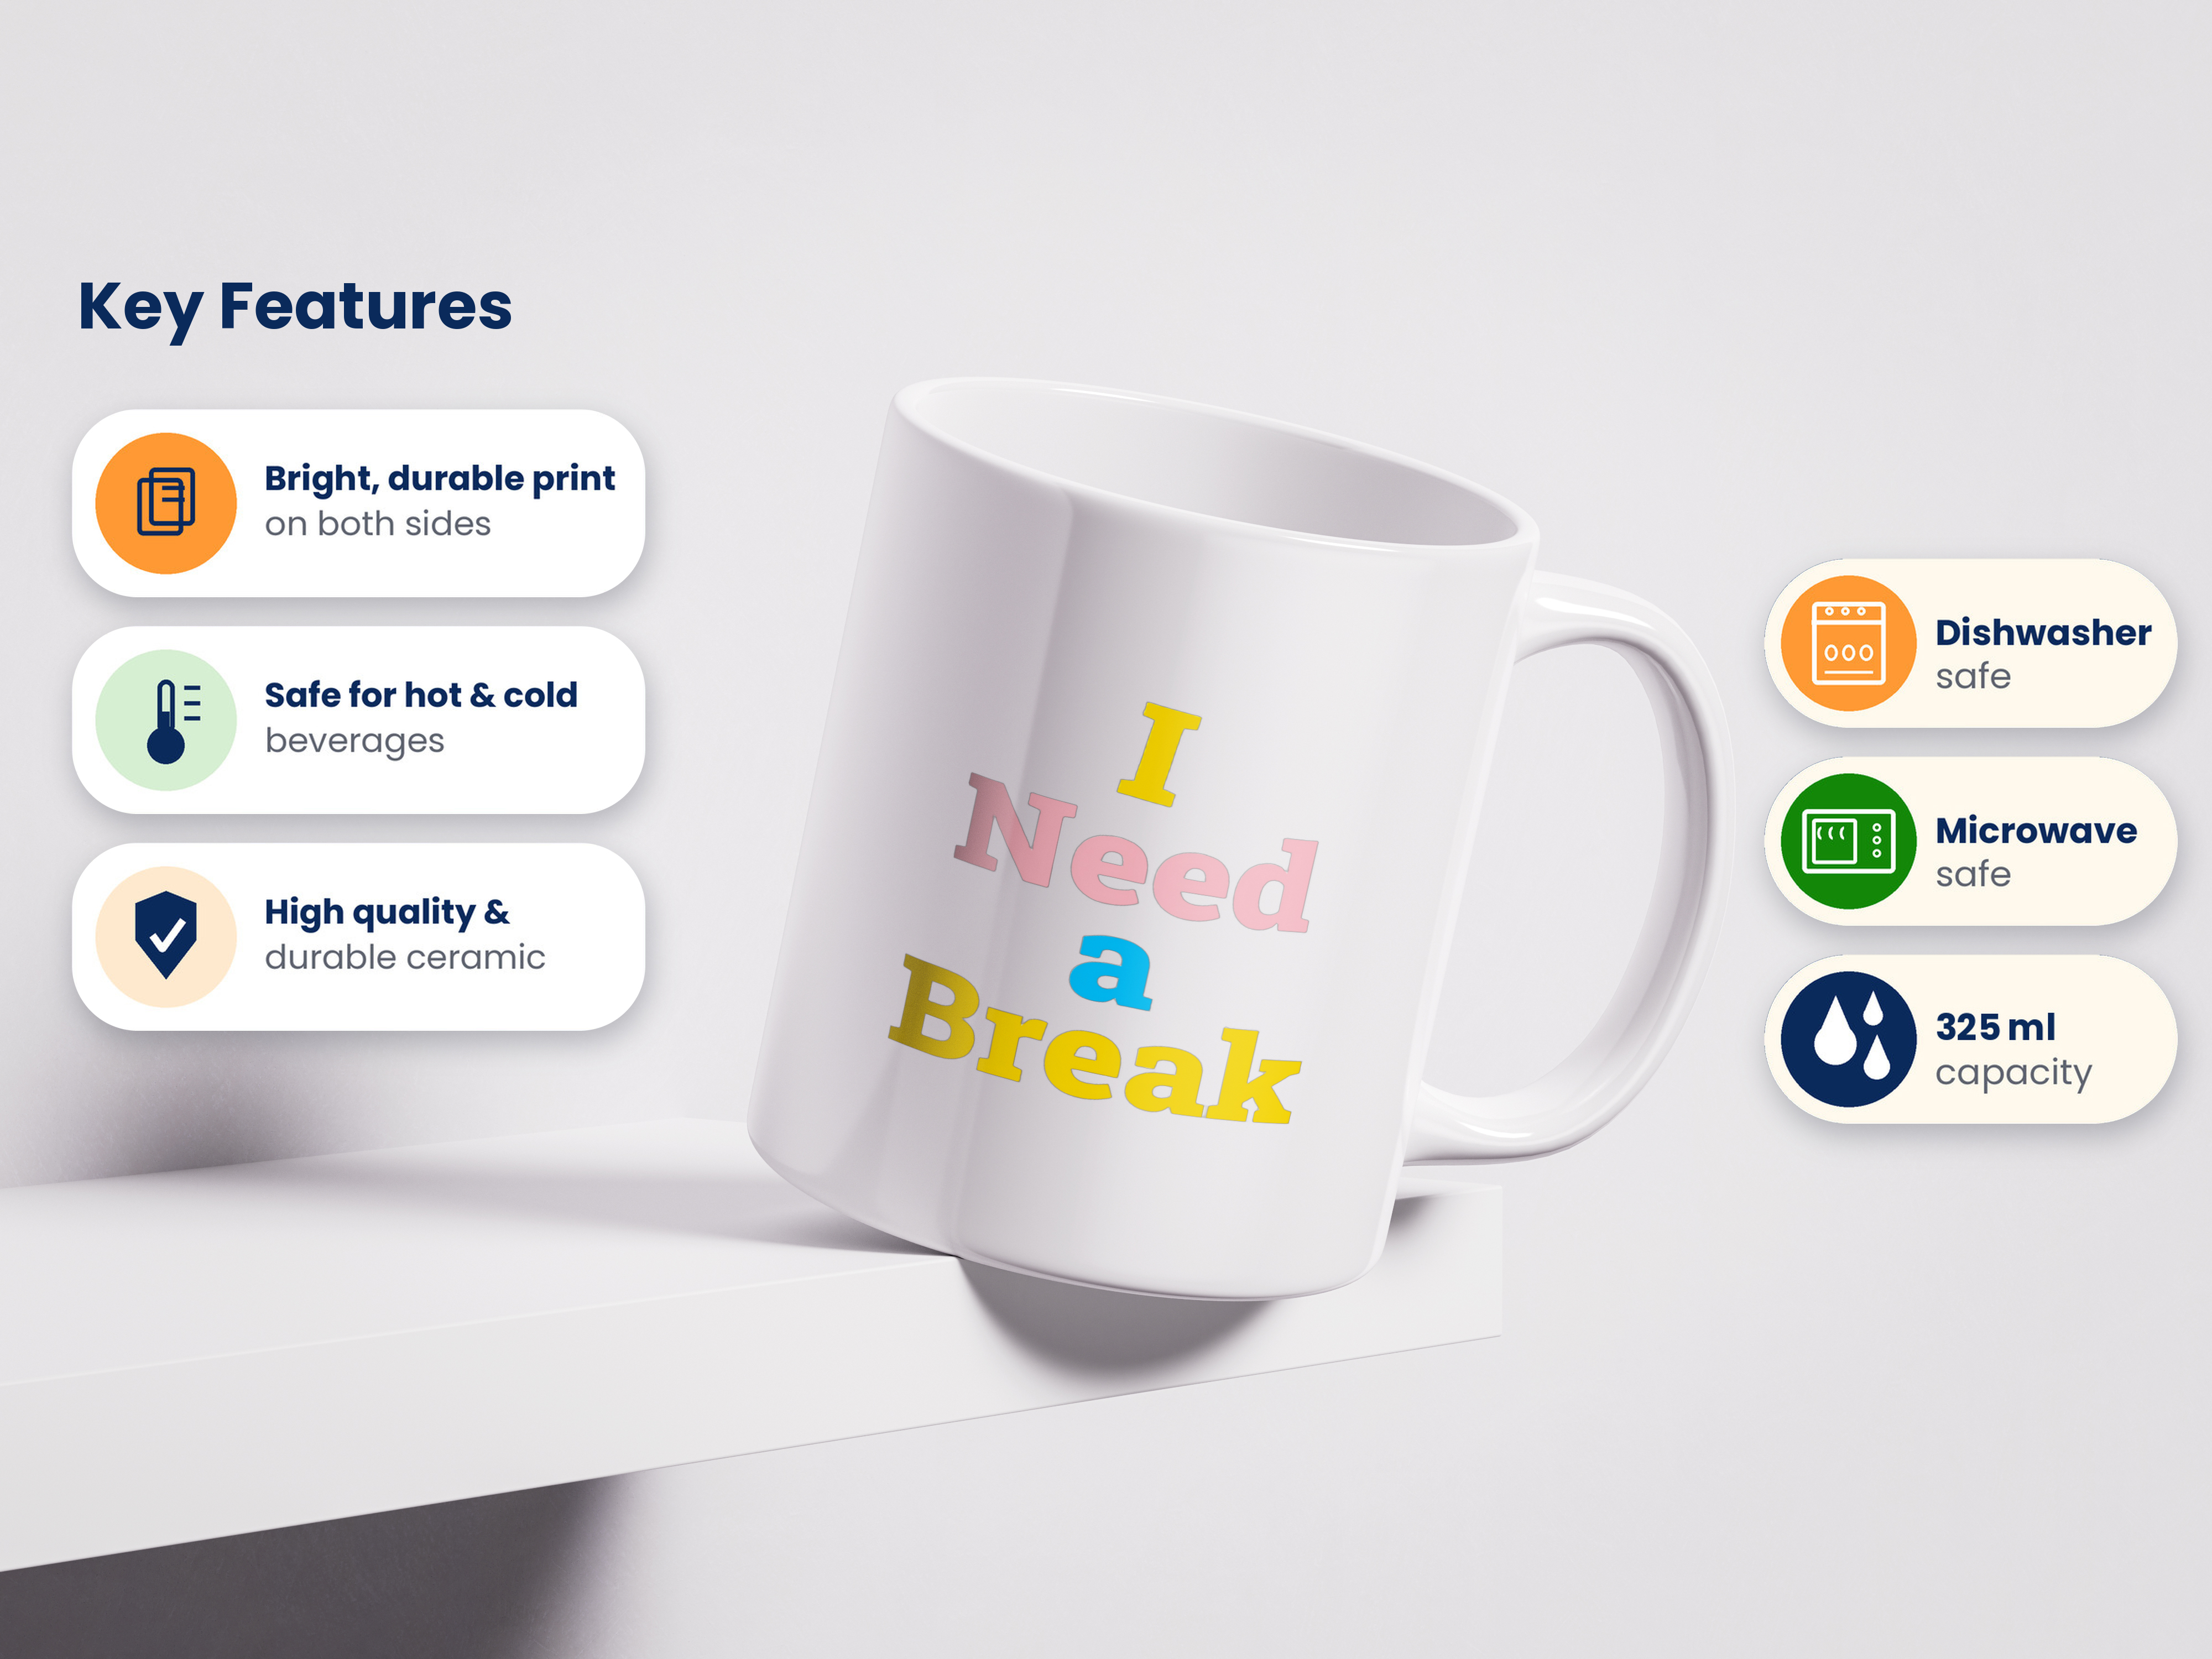 Key Features
Bright, durable print
on both sides
Safe for hot & cold
beverages
High quality &
durable ceramic
I
Need
a
Break
Dishwasher
safe
Microwave
safe
325 ml
capacity